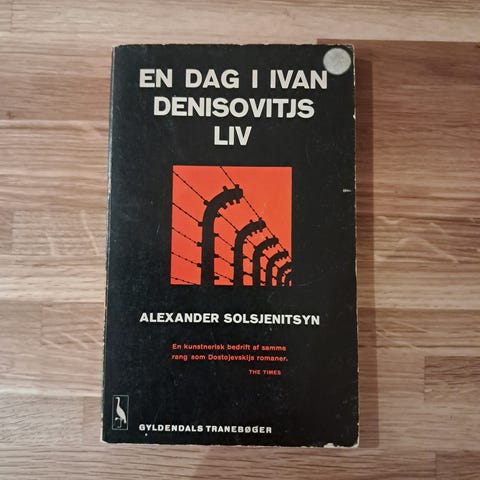 EN DAG I IVAN
DENISOVITJS
LIV
ALEXANDER SOLSJENITSYN
En kunstnerisk bedrift af samme
rang som Dostojevskijs romaner.
THE TIMES
GYLDENDALS TRANEBØGER